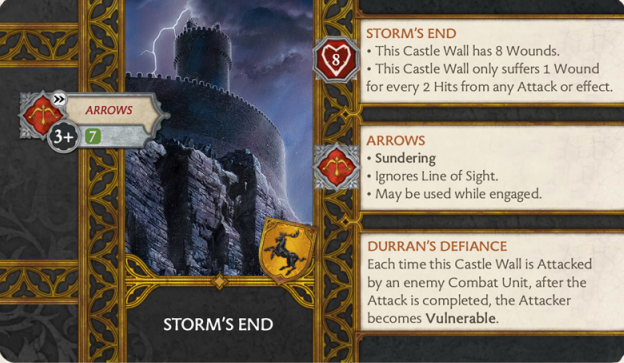 ARROWS
3+
7
STORM'S END
8
STORM'S END
• This Castle Wall has 8 Wounds.
• This Castle Wall only suffers 1 Wound
for every 2 Hits from any Attack or effect.
ARROWS
• Sundering
• Ignores Line of Sight.
• May be used while engaged.
DURRAN'S DEFIANCE
Each time this Castle Wall is Attacked
by an enemy Combat Unit, after the
Attack is completed, the Attacker
becomes Vulnerable.